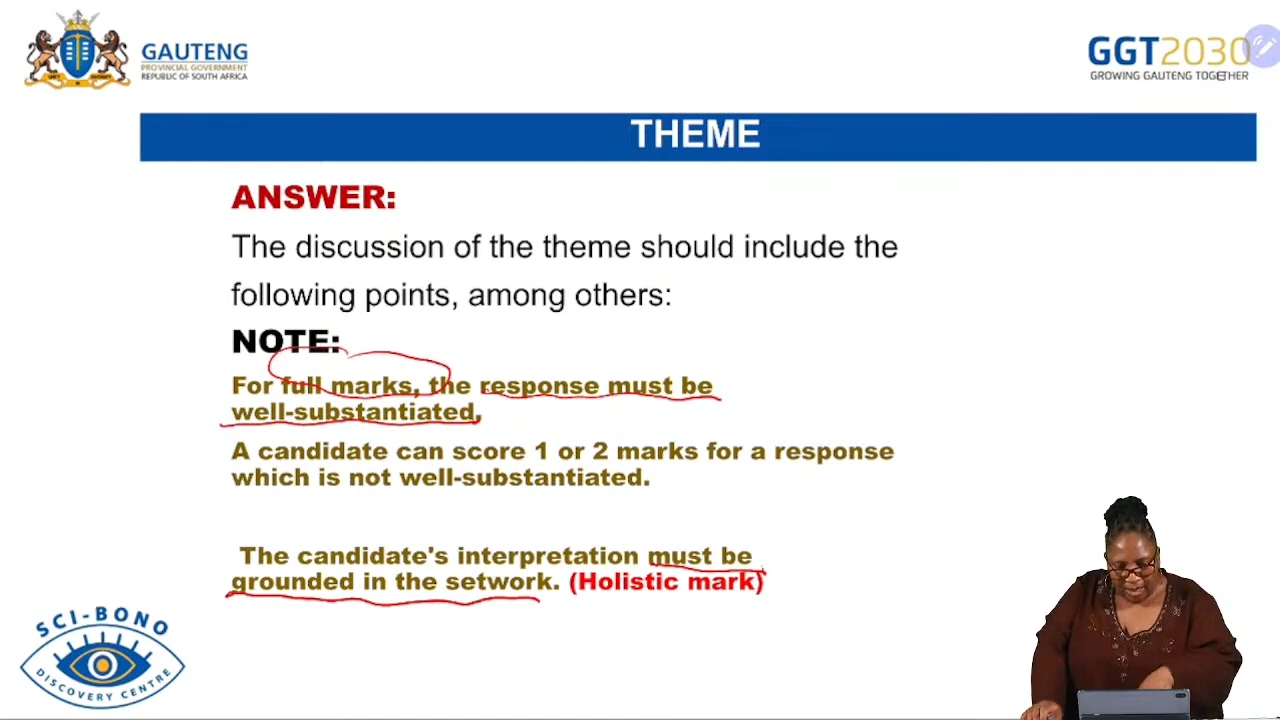 GAUTENG
PROVINCIAL GOVERNMENT
REPUBLIC OF SOUTH AFRICA
GGT2030
GROWING GAUTENG TOGETHER
THEME
ANSWER:
The discussion of the theme should include the
following points, among others:
NOTE:
For full marks, the response must be
well-substantiated,
A candidate can score 1 or 2 marks for a response
which is not well-substantiated.
The candidate's interpretation must be
grounded in the setwork. (Holistic mark)
SCI-BONO
DISCOVERY CENTRE